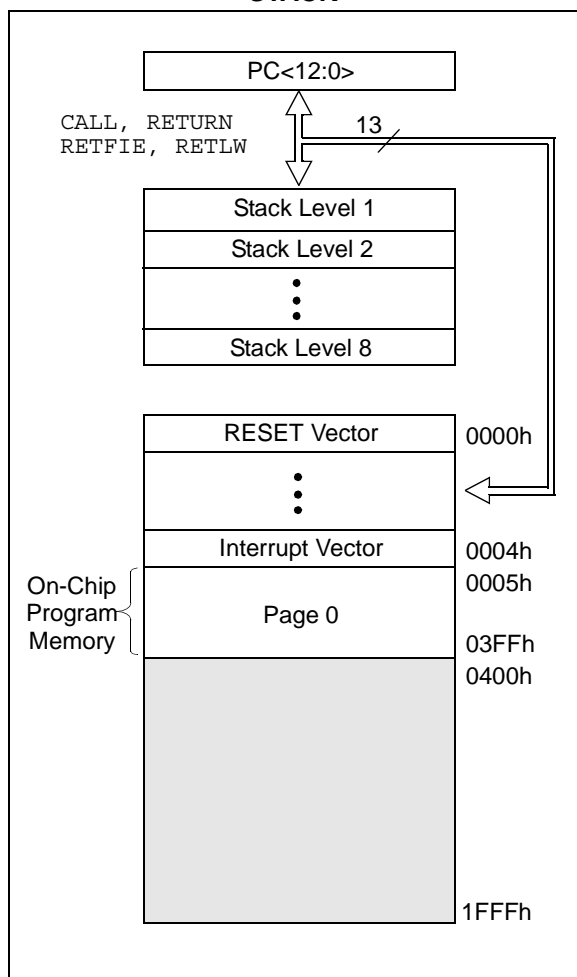 PC<12:0>
CALL, RETURN
RETFIE, RETLW
13
Stack Level 1
Stack Level 2
Stack Level 8
RESET Vector
0000h
Interrupt Vector
0004h
0005h
On-Chip
Program
Memory
Page 0
03FFh
0400h
1FFFh